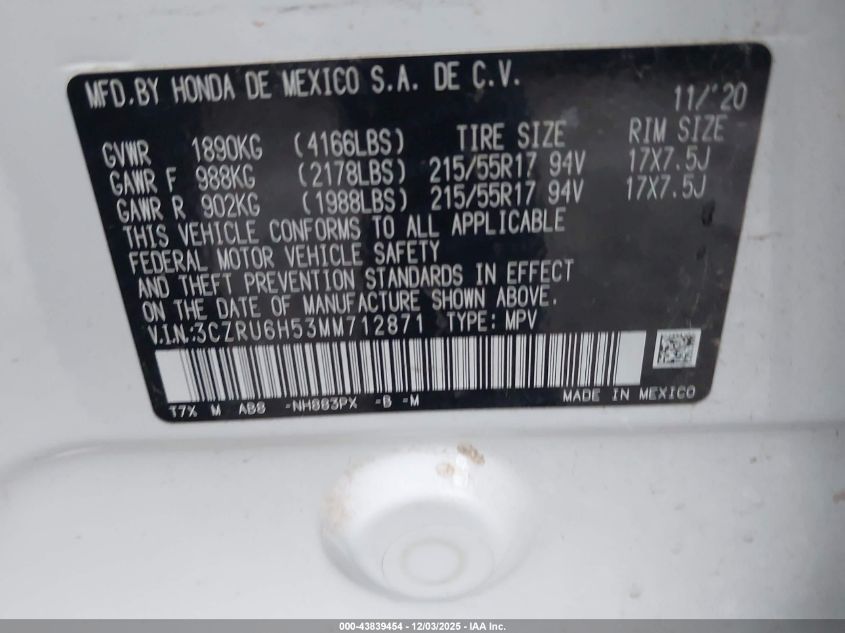 MFD.BY HONDA DE MEXICO S.A. DE C.V.
11/'20
GVWR 1890KG (4166LBS) TIRE SIZE RIM SIZE
GAWR F 988KG (2178LBS) 215/55R17 94V 17X7.5J
GAWR R 902KG (1988LBS) 215/55R17 94V 17X7.5J
THIS VEHICLE CONFORMS TO ALL APPLICABLE
FEDERAL MOTOR VEHICLE SAFETY
AND THEFT PREVENTION STANDARDS IN EFFECT
ON THE DATE OF MANUFACTURE SHOWN ABOVE.
V.I.N.:3CZRU6H53MM712871 TYPE: MPV
T7X M AB8 -NH883PX -B -M MADE IN MEXICO
000-43839454 - 12/03/2025 - IAA Inc.